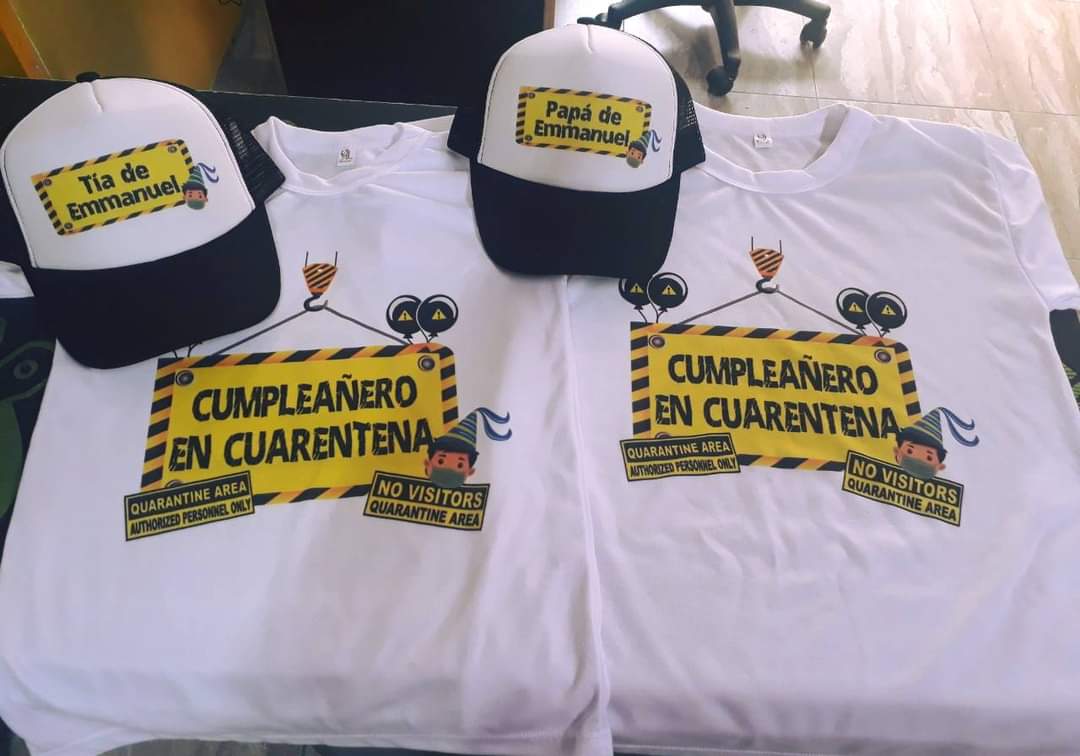 Tía de
Emmanuel
Papá de
Emmanuel
CUMPLEAÑERO
EN CUARENTENA
QUARANTINE AREA
AUTHORIZED PERSONNEL ONLY
NO VISITORS
QUARANTINE AREA
CUMPLEAÑERO
EN CUARENTENA
QUARANTINE AREA
AUTHORIZED PERSONNEL ONLY
NO VISITORS
QUARANTINE AREA